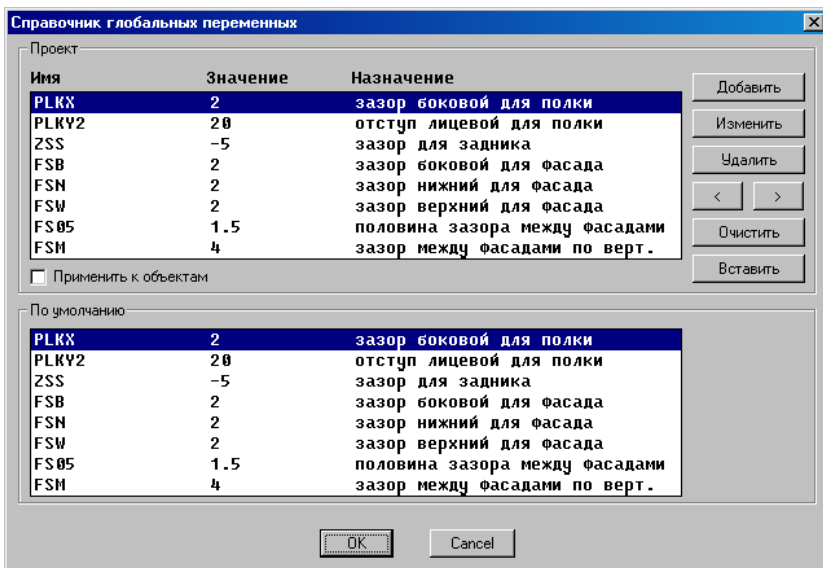 Справочник глобальных переменных
Проект
Имя Значение Назначение
PLKX 2 зазор боковой для полки
PLKY2 20 отступ лицевой для полки
ZSS -5 зазор для задника
FSB 2 зазор боковой для фасада
FSN 2 зазор нижний для фасада
FSW 2 зазор верхний для фасада
FS05 1.5 половина зазора между фасадами
FSM 4 зазор между фасадами по верт.
Применить к объектам
Добавить
Изменить
Удалить
< >
Очистить
Вставить
По умолчанию
PLKX 2 зазор боковой для полки
PLKY2 20 отступ лицевой для полки
ZSS -5 зазор для задника
FSB 2 зазор боковой для фасада
FSN 2 зазор нижний для фасада
FSW 2 зазор верхний для фасада
FS05 1.5 половина зазора между фасадами
FSM 4 зазор между фасадами по верт.
OK Cancel